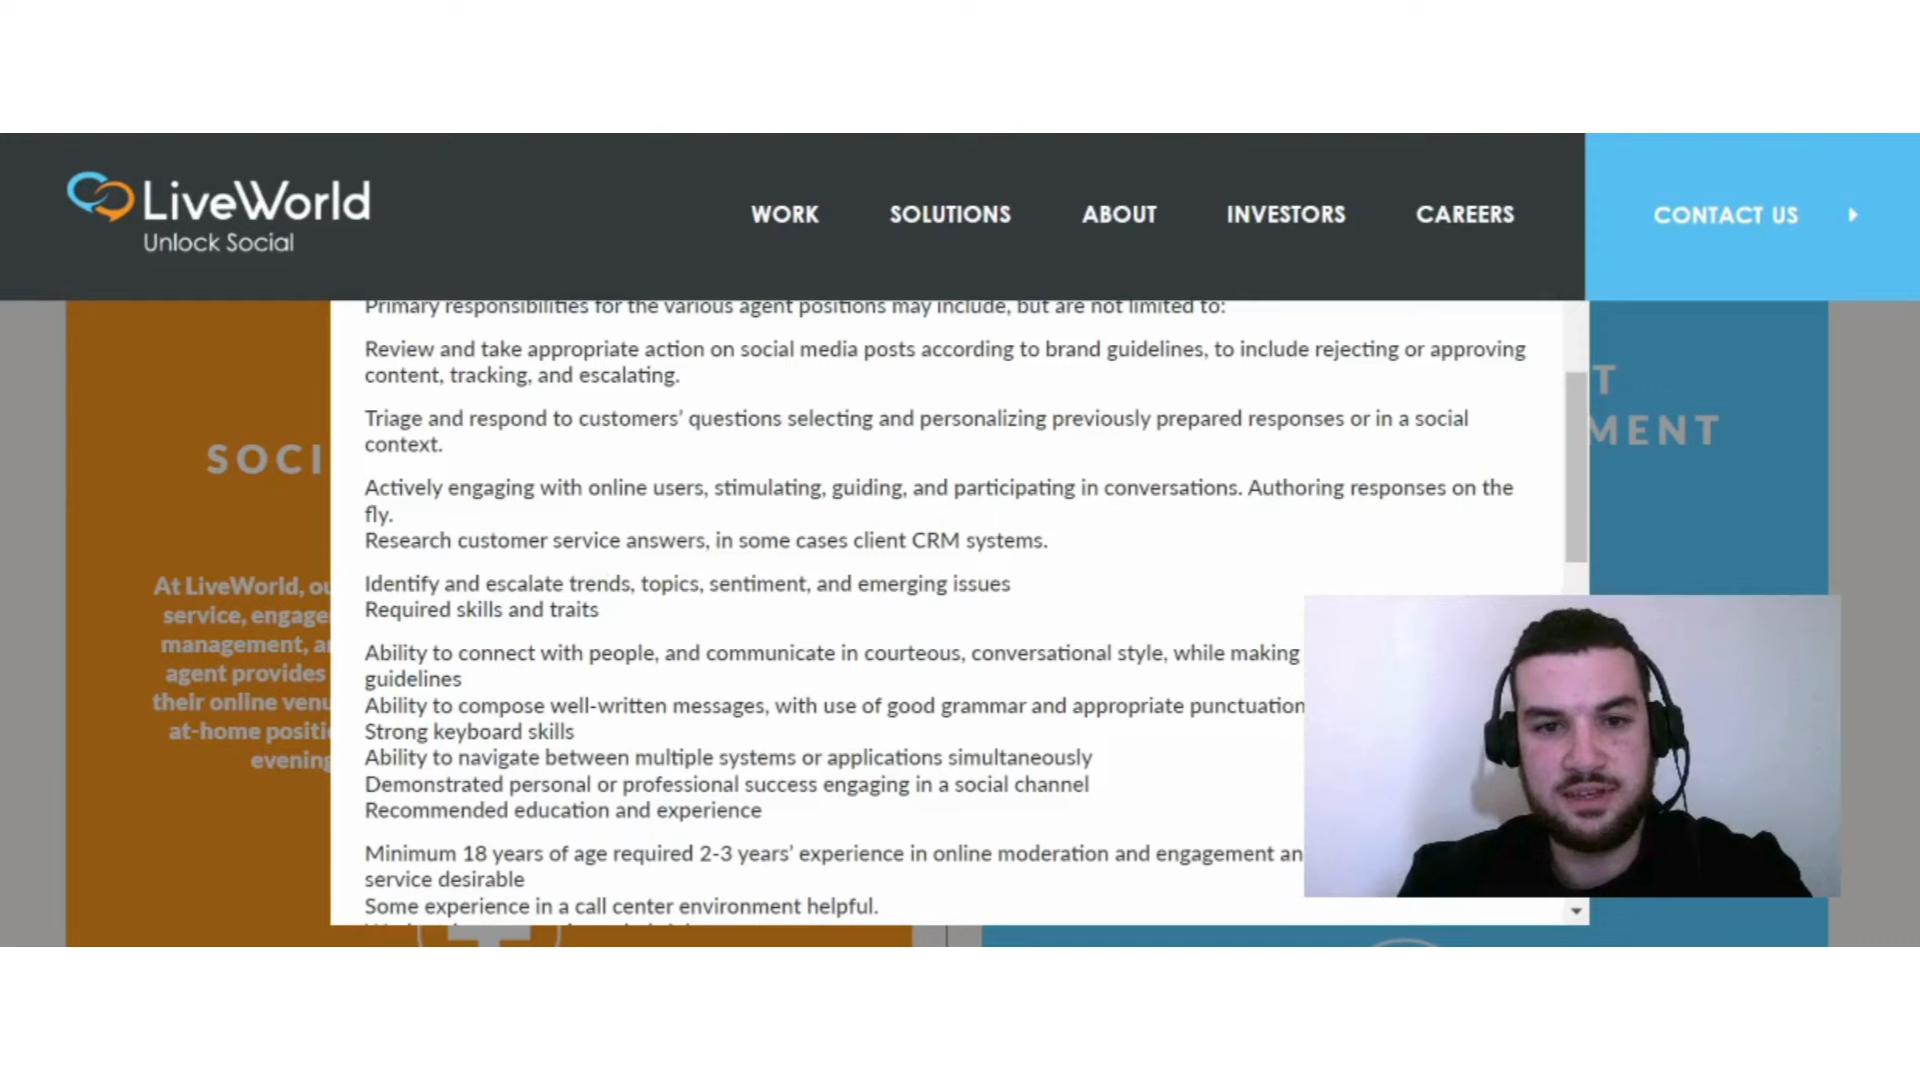 LiveWorld
Unlock Social
WORK
SOLUTIONS
ABOUT
INVESTORS
CAREERS
CONTACT US
Primary responsibilities for the various agent positions may include, but are not limited to:
Review and take appropriate action on social media posts according to brand guidelines, to include rejecting or approving
content, tracking, and escalating.
Triage and respond to customers' questions selecting and personalizing previously prepared responses or in a social
context.
Actively engaging with online users, stimulating, guiding, and participating in conversations. Authoring responses on the
fly.
Research customer service answers, in some cases client CRM systems.
Identify and escalate trends, topics, sentiment, and emerging issues
Required skills and traits
Ability to connect with people, and communicate in courteous, conversational style, while making
guidelines
Ability to compose well-written messages, with use of good grammar and appropriate punctuation
Strong keyboard skills
Ability to navigate between multiple systems or applications simultaneously
Demonstrated personal or professional success engaging in a social channel
Recommended education and experience
Minimum 18 years of age required 2-3 years' experience in online moderation and engagement an
service desirable
Some experience in a call center environment helpful.
SOCI
At LiveWorld, ou
service, engage
management, a
agent provides
their online venu
at-home positi
evening
T
MENT